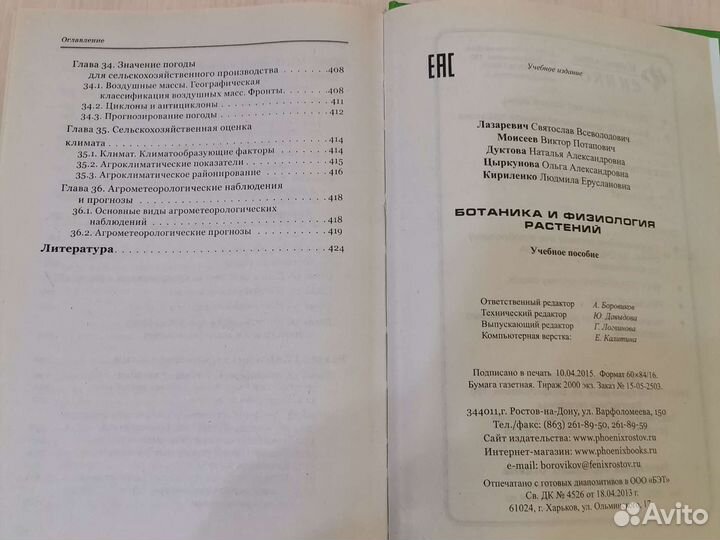 Оглавление
Глава 34. Значение погоды
для сельскохозяйственного производства 408
34.1. Воздушные массы. Географическая
классификация воздушных масс. Фронты. 408
34.2. Циклоны и антициклоны 411
34.3. Прогнозирование погоды 412
Глава 35. Сельскохозяйственная оценка
климата 414
35.1. Климат. Климатообразующие факторы 414
35.2. Агроклиматические показатели 415
35.3. Агроклиматическое районирование 416
Глава 36. Агрометеорологические наблюдения
и прогнозы 418
36.1. Основные виды агрометеорологических
наблюдений 418
36.2. Агрометеорологические прогнозы 419
Литература 424
ЕАС
Учебное издание
Лазаревич Святослав Всеволодович
Моисеев Виктор Потапович
Дуктова Наталья Александровна
Цыркунова Ольга Александровна
Кириленко Людмила Еруслановна
БОТАНИКА И ФИЗИОЛОГИЯ
РАСТЕНИЙ
Учебное пособие
Ответственный редактор А. Боровиков
Технический редактор Ю. Давыдова
Выпускающий редактор Г. Логвинова
Компьютерная верстка: Е. Казитина
Подписано в печать 10.04.2015. Формат 60×84/16.
Бумага газетная. Тираж 2000 экз. Заказ № 15-05-2503.
344011,г. Ростов-на-Дону, ул. Варфоломеева, 150
Тел./факс: (863) 261-89-50, 261-89-59
Сайт издательства: www.phoenixrostov.ru
Интернет-магазин: www.phoenixbooks.ru
e-mail: borovikov@fenixrostov.ru
Отпечатано с готовых диапозитивов в ООО «БЭТ»
Св. ДК № 4526 от 18.04.2013 г.
61024, г. Харьков, ул. 17
Avito